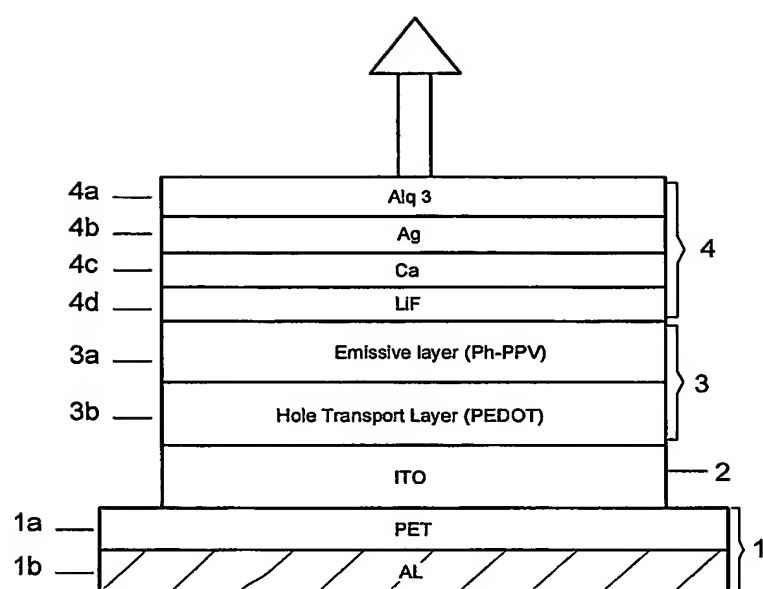 4a Alq 3
4b Ag
4c Ca
4
4d LiF
3a Emissive layer (Ph-PPV)
3
3b Hole Transport Layer (PEDOT)
ITO 2
1a PET
1
1b AL